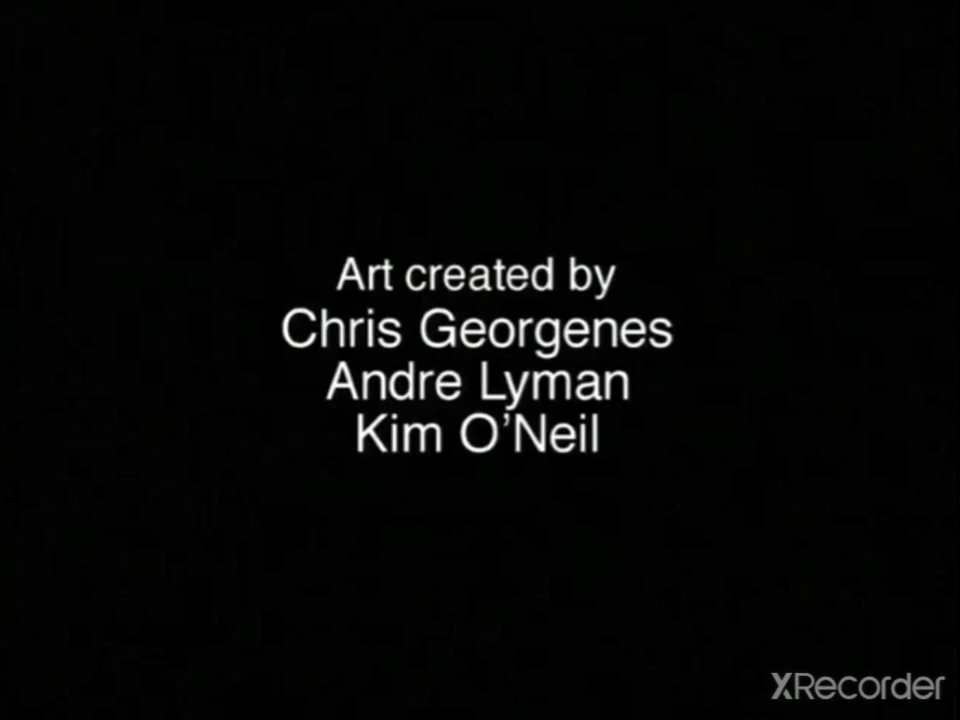 Art created by
Chris Georgenes
Andre Lyman
Kim O’Neil
XRecorder